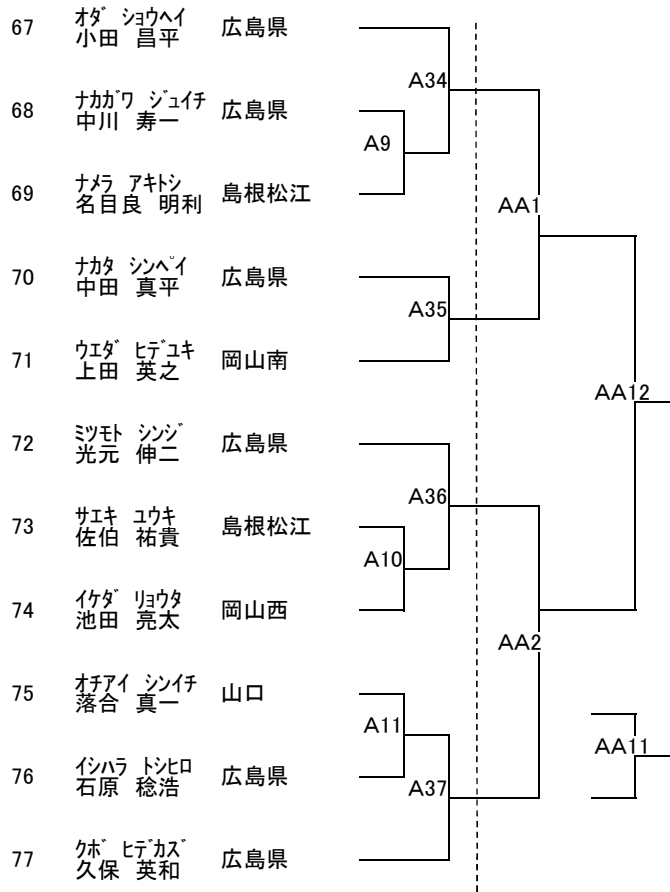 オダ ショウヘイ
67 小田 昌平 広島県
A34
ナカガワ ジュイチ
68 中川 寿一 広島県
A9
ナメラ アキトシ
69 名目良 明利 島根松江
AA1
ナカタ シンペイ
70 中田 真平 広島県
A35
ウエダ ヒデユキ
71 上田 英之 岡山南
AA12
ミツモト シンジ
72 光元 伸二 広島県
A36
サエキ ユウキ
73 佐伯 祐貴 島根松江
A10
イケダ リョウタ
74 池田 亮太 岡山西
AA2
オチアイ シンイチ
75 落合 真一 山口
A11
AA11
イシハラ トシヒロ
76 石原 稔浩 広島県
A37
クボ ヒデカズ
77 久保 英和 広島県